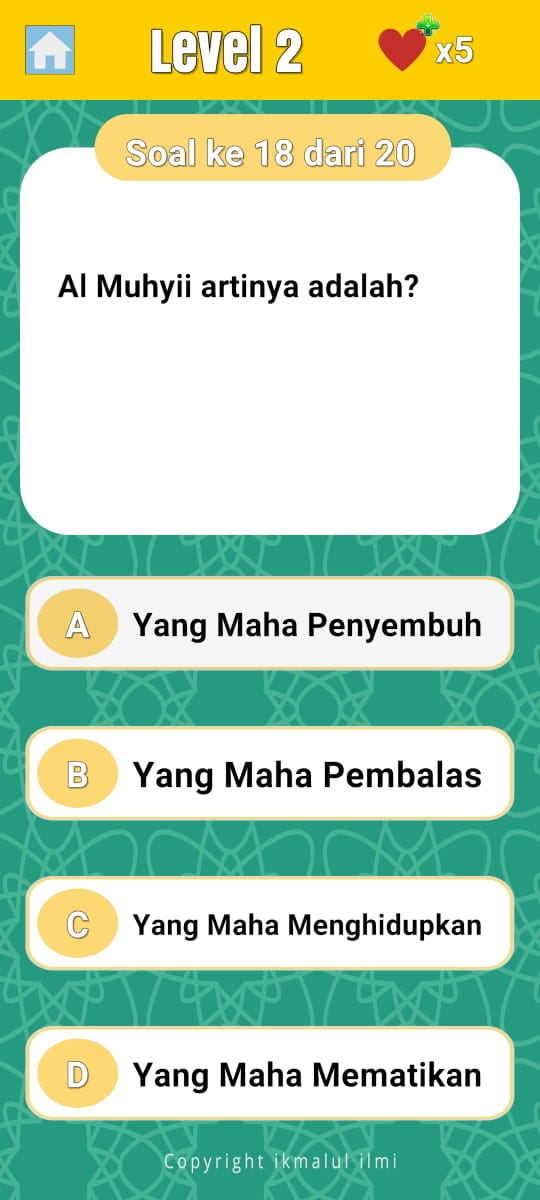 Level 2
x5
Soal ke 18 dari 20
Al Muhyii artinya adalah?
A Yang Maha Penyembuh
B Yang Maha Pembalas
C Yang Maha Menghidupkan
D Yang Maha Mematikan
Copyright ikmalul ilmi